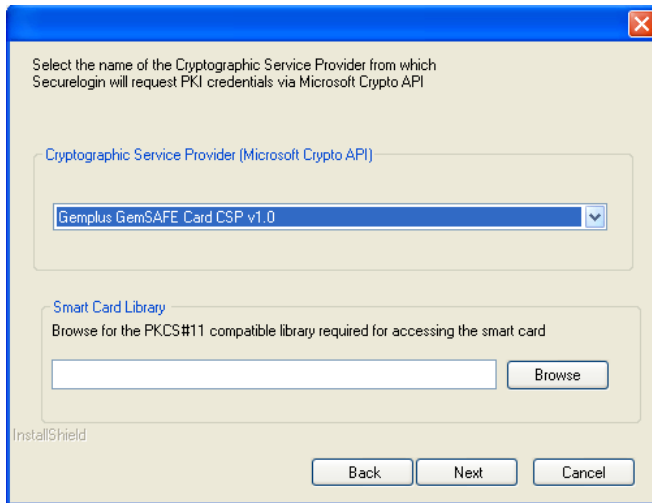 Select the name of the Cryptographic Service Provider from which
Securelogin will request PKI credentials via Microsoft Crypto API
Cryptographic Service Provider (Microsoft Crypto API)
Gemplus GemSAFE Card CSP v1.0
Smart Card Library
Browse for the PKCS#11 compatible library required for accessing the smart card
Browse
InstallShield
Back Next Cancel